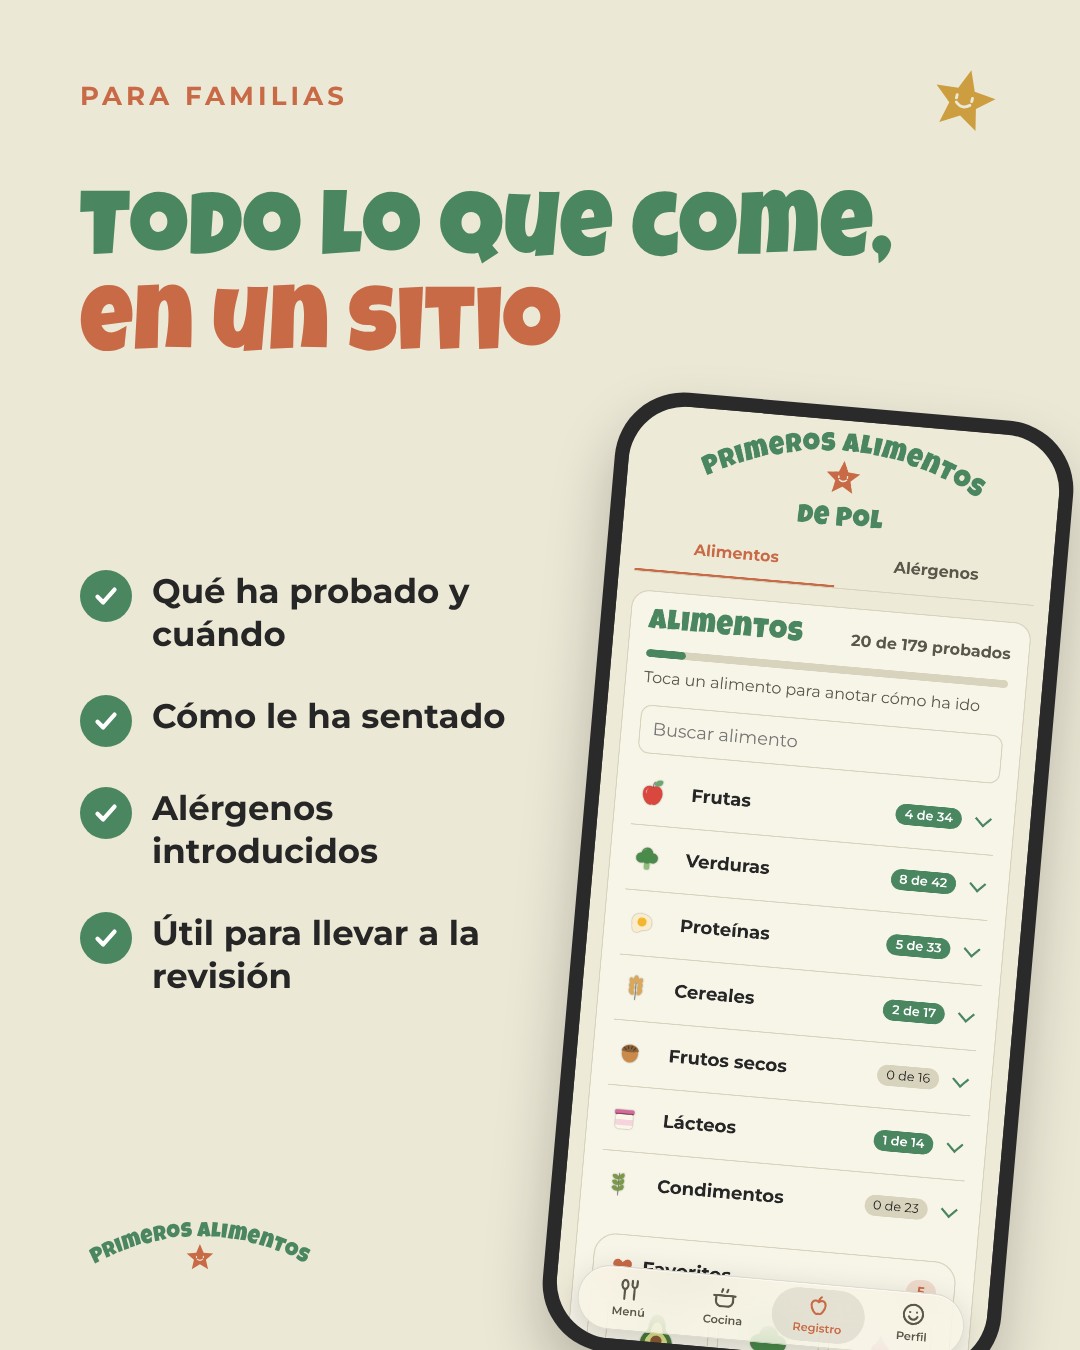 PARA FAMILIAS
TODO LO QUE COME,
EN UN SITIO
Qué ha probado y
cuándo
Cómo le ha sentado
Alérgenos
introducidos
Útil para llevar a la
revisión
PRIMEROS ALIMENTOS
DE POL
Alimentos
Alérgenos
ALIMENTOS
20 de 179 probados
Toca un alimento para anotar cómo ha ido
Buscar alimento
Frutas
4 de 34
Verduras
8 de 42
Proteínas
5 de 33
Cereales
2 de 17
Frutos secos
0 de 16
Lácteos
1 de 14
Condimentos
0 de 23
Favoritos
5
Menú
Cocina
Registro
Perfil
PRIMEROS ALIMENTOS